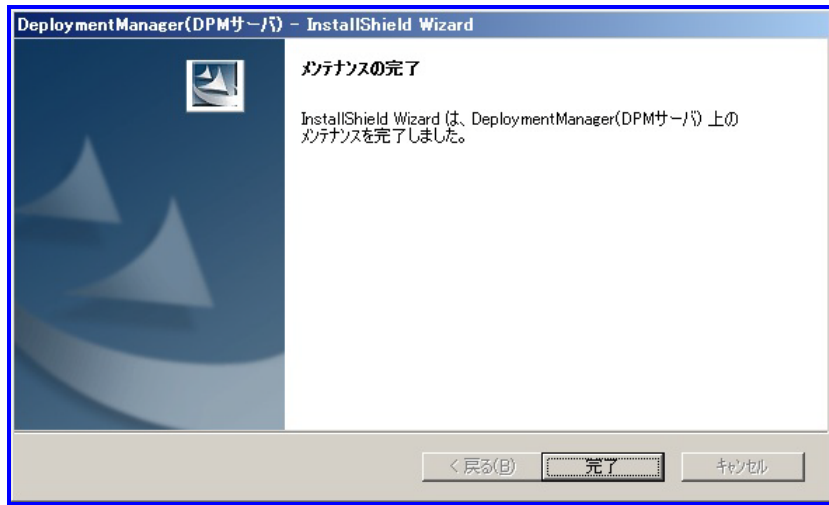 DeploymentManager(DPMサーバ) - InstallShield Wizard
メンテナンスの完了
InstallShield Wizard は、DeploymentManager(DPMサーバ) 上の
メンテナンスを完了しました。
< 戻る(B)
完了
キャンセル